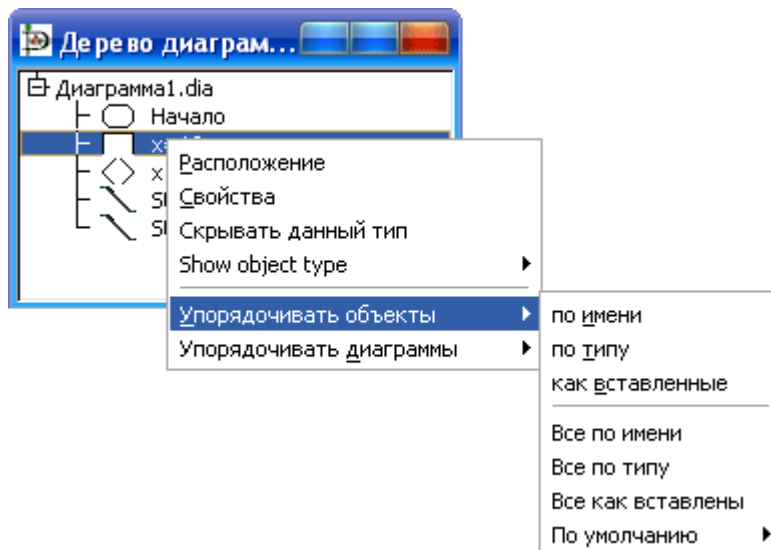 Дерево диаграм...
Диаграмма1.dia
Начало
x
Расположение
Свойства
Скрывать данный тип
Show object type
Упорядочивать объекты
Упорядочивать диаграммы
по имени
по типу
как вставленные
Все по имени
Все по типу
Все как вставлены
По умолчанию